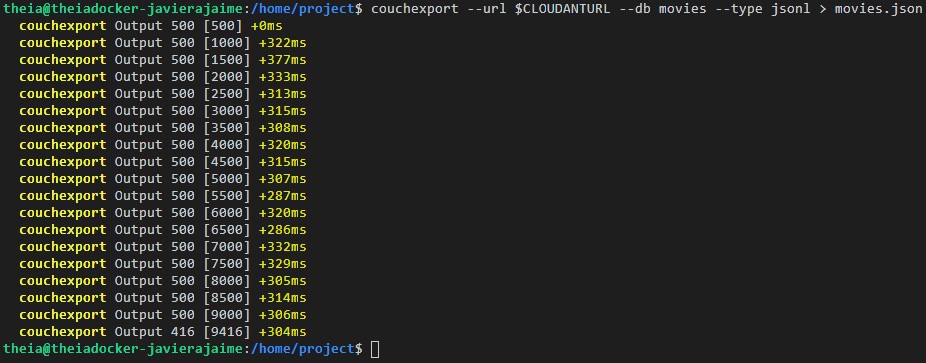 theia@theiadocker-javierajaime:/home/project$ couchexport --url $CLOUDANTURL --db movies --type jsonl > movies.json
couchexport Output 500 [500] +0ms
couchexport Output 500 [1000] +322ms
couchexport Output 500 [1500] +377ms
couchexport Output 500 [2000] +333ms
couchexport Output 500 [2500] +313ms
couchexport Output 500 [3000] +315ms
couchexport Output 500 [3500] +308ms
couchexport Output 500 [4000] +320ms
couchexport Output 500 [4500] +315ms
couchexport Output 500 [5000] +307ms
couchexport Output 500 [5500] +287ms
couchexport Output 500 [6000] +320ms
couchexport Output 500 [6500] +286ms
couchexport Output 500 [7000] +332ms
couchexport Output 500 [7500] +329ms
couchexport Output 500 [8000] +305ms
couchexport Output 500 [8500] +314ms
couchexport Output 500 [9000] +306ms
couchexport Output 416 [9416] +304ms
theia@theiadocker-javierajaime:/home/project$